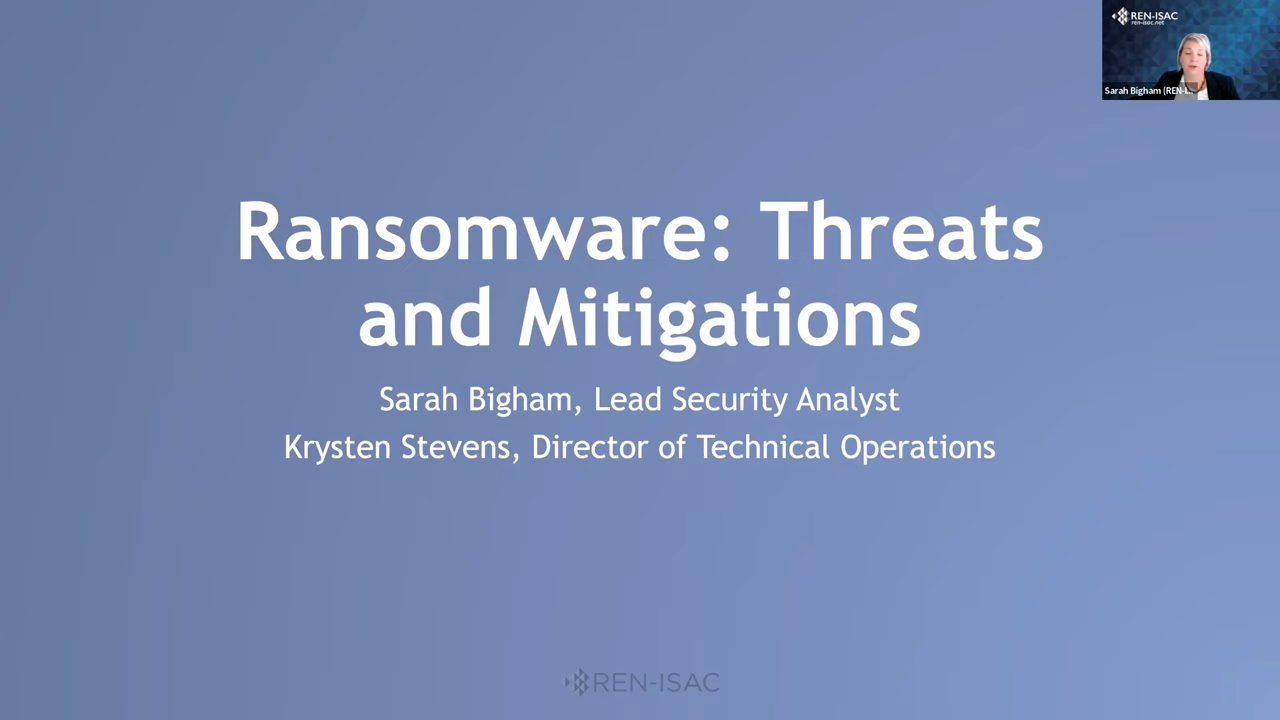 REN-ISAC
ren-isac.net
Sarah Bigham (REN-I...
Ransomware: Threats
and Mitigations
Sarah Bigham, Lead Security Analyst
Krysten Stevens, Director of Technical Operations
REN-ISAC